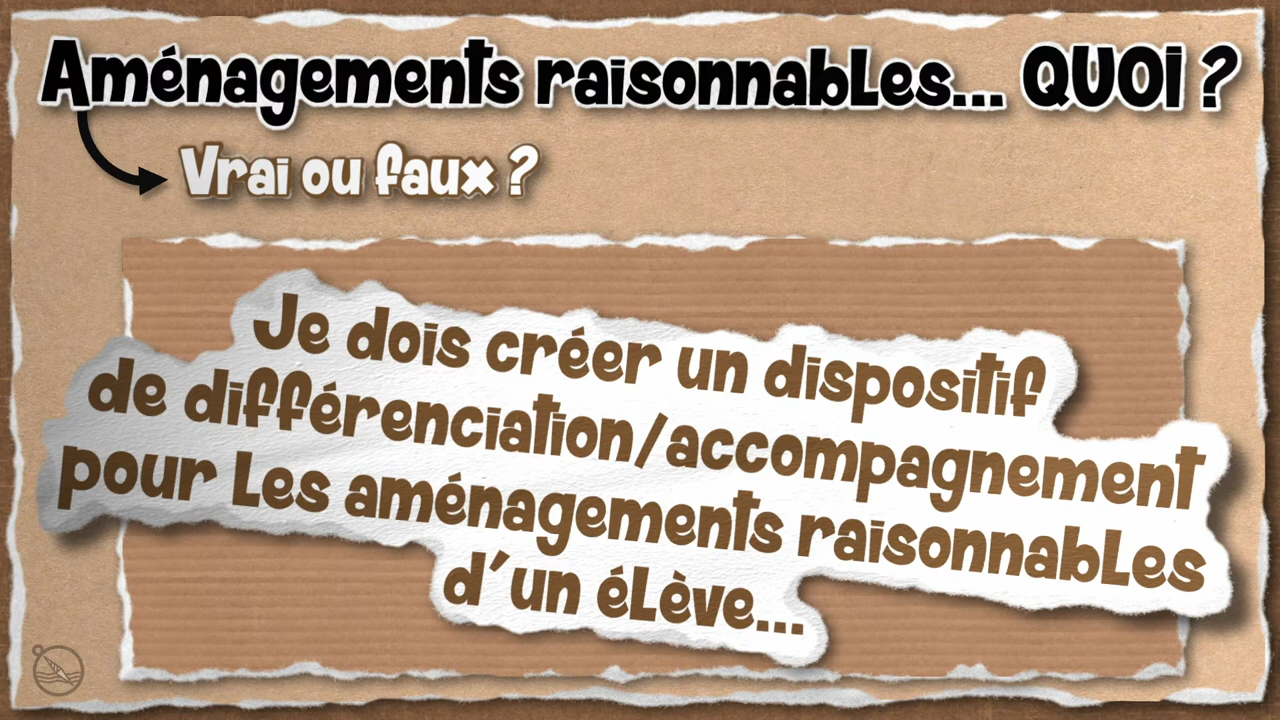 Aménagements raisonnables... QUOI ?
Vrai ou faux ?
Je dois créer un dispositif
de différenciation/accompagnement
pour les aménagements raisonnables
d'un élève...